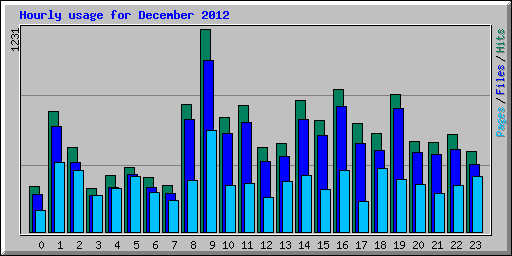 Hourly usage for December 2012
1231
Pages/Files/Hits
0 1 2 3 4 5 6 7 8 9 10 11 12 13 14 15 16 17 18 19 20 21 22 23